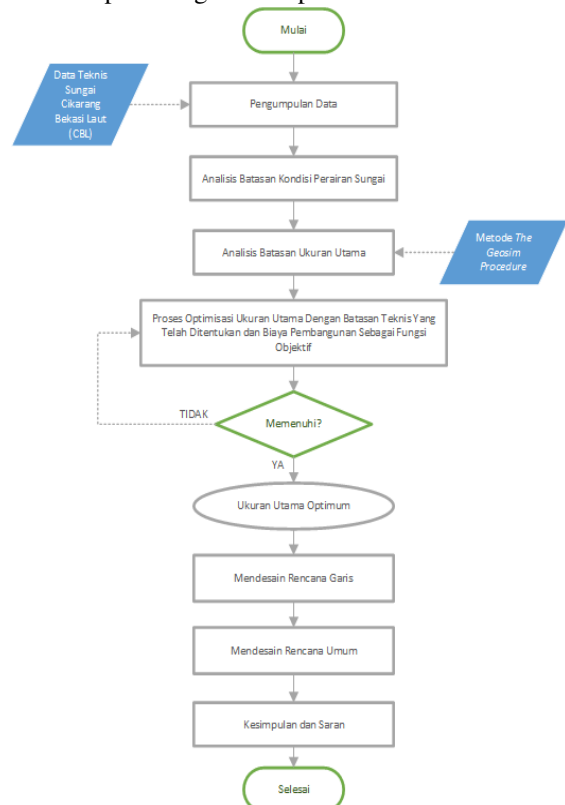 Mulai
Data Teknis
Sungai
Cikarang
Bekasi Laut
(CBL)
Pengumpulan Data
Analisis Batasan Kondisi Perairan Sungai
Analisis Batasan Ukuran Utama
Metode The
Geosim
Procedure
Proses Optimisasi Ukuran Utama Dengan Batasan Teknis Yang
Telah Ditentukan dan Biaya Pembangunan Sebagai Fungsi
Objektif
TIDAK
Memenuhi?
YA
Ukuran Utama Optimum
Mendesain Rencana Garis
Mendesain Rencana Umum
Kesimpulan dan Saran
Selesai